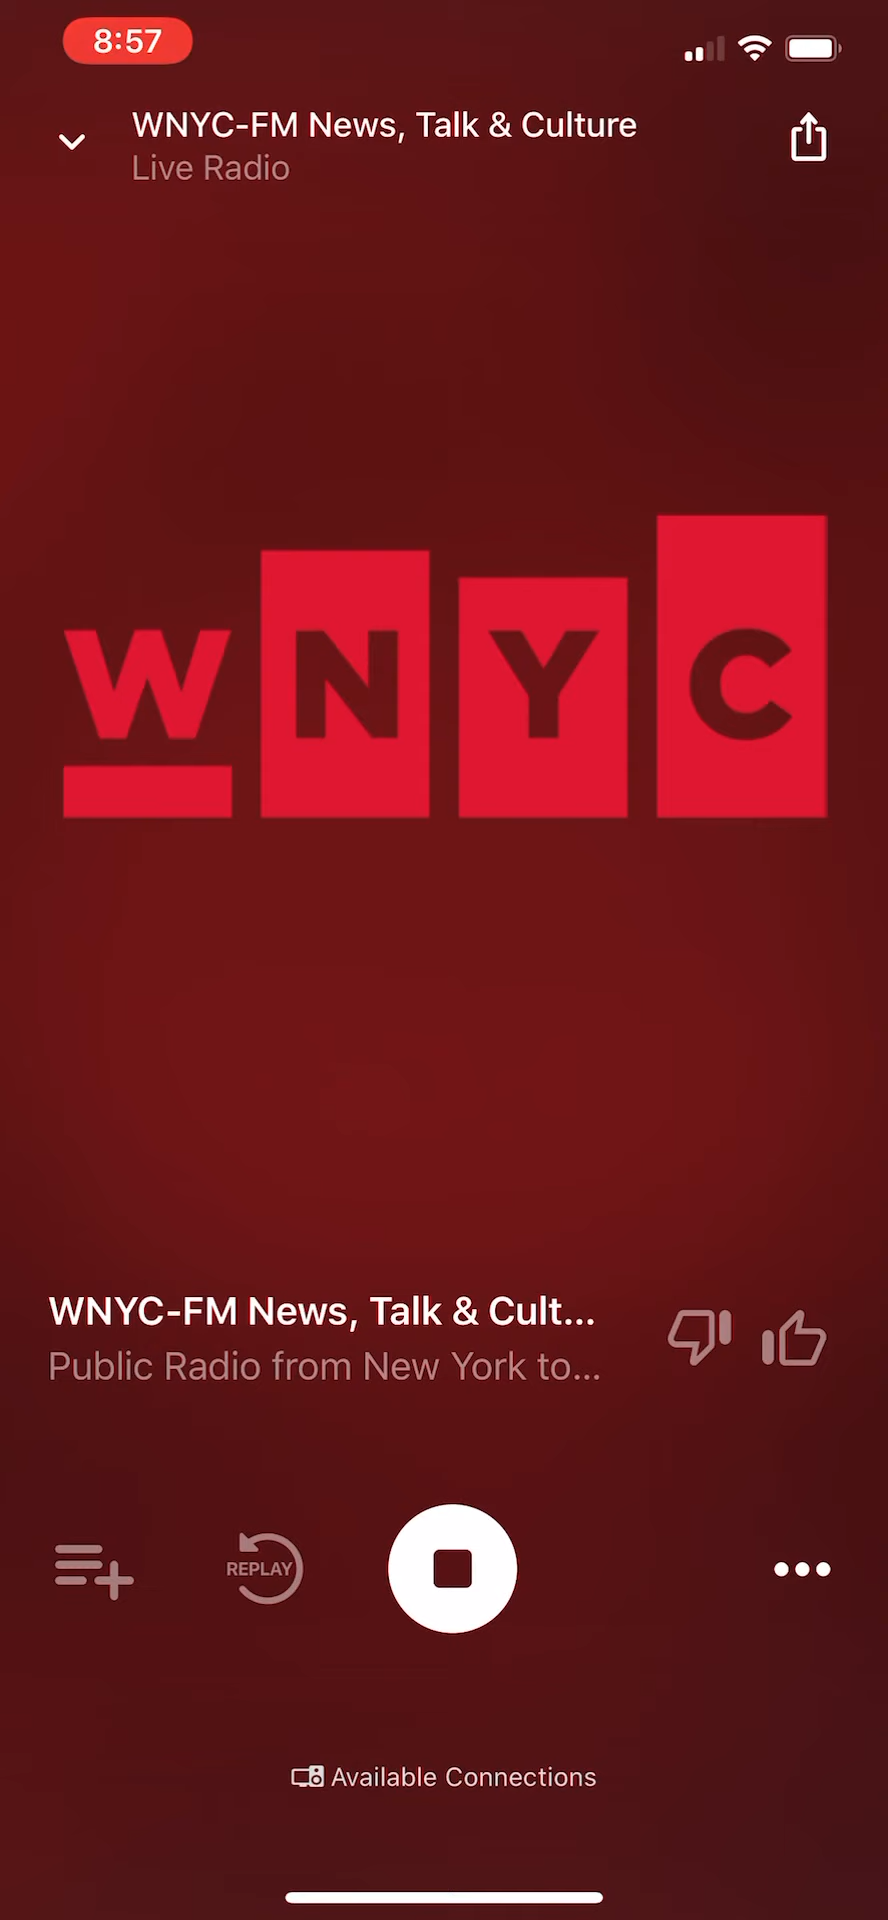 8:57
WNYC-FM News, Talk & Culture
Live Radio
WNYC
WNYC-FM News, Talk & Cult...
Public Radio from New York to...
REPLAY
Available Connections